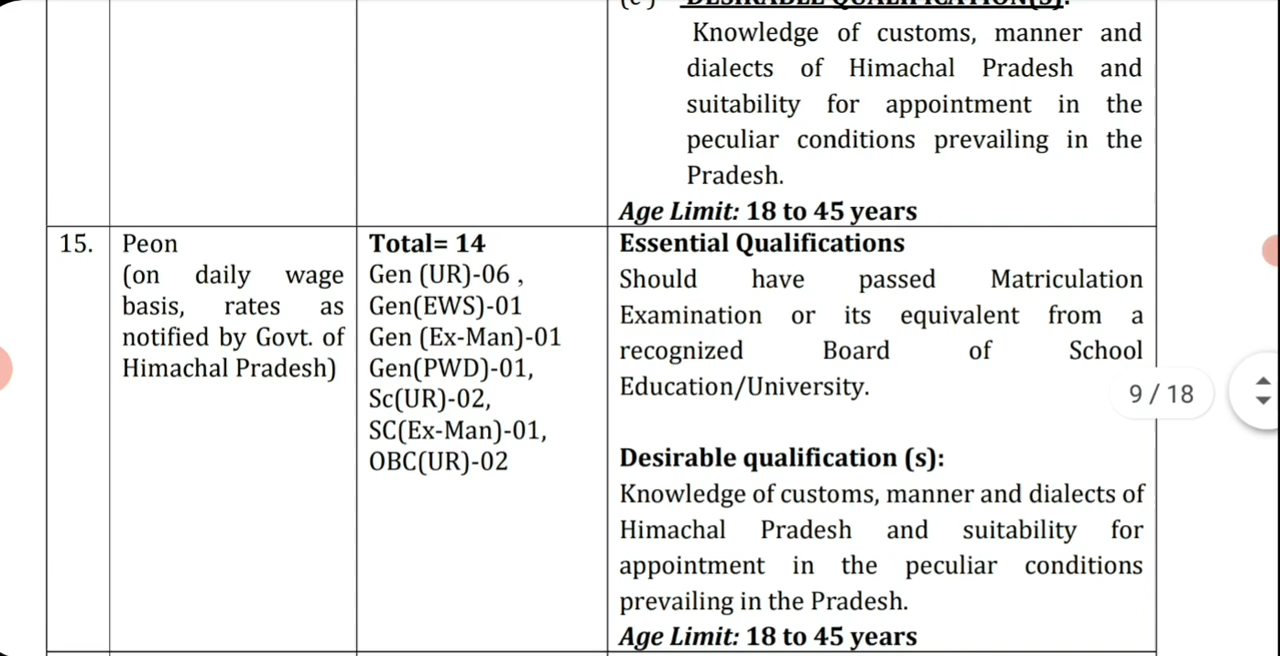 (c) DESIRABLE QUALIFICATION(S):
Knowledge of customs, manner and
dialects of Himachal Pradesh and
suitability for appointment in the
peculiar conditions prevailing in the
Pradesh.
Age Limit: 18 to 45 years
15.
Peon
(on daily wage
basis, rates as
notified by Govt. of
Himachal Pradesh)
Total= 14
Gen (UR)-06 ,
Gen(EWS)-01
Gen (Ex-Man)-01
Gen(PWD)-01,
Sc(UR)-02,
SC(Ex-Man)-01,
OBC(UR)-02
Essential Qualifications
Should have passed Matriculation
Examination or its equivalent from a
recognized Board of School
Education/University.
Desirable qualification (s):
Knowledge of customs, manner and dialects of
Himachal Pradesh and suitability for
appointment in the peculiar conditions
prevailing in the Pradesh.
Age Limit: 18 to 45 years
9 / 18